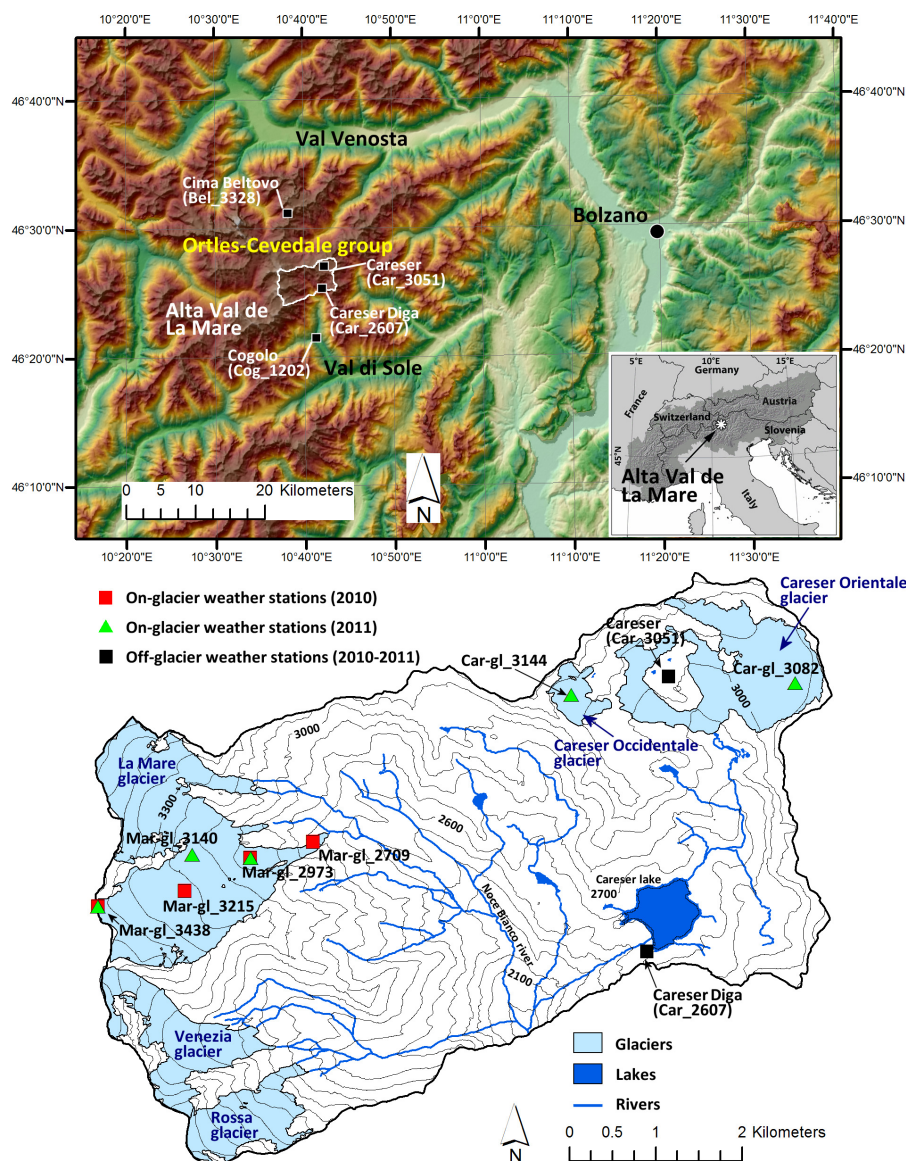 10°20'0"E
10°30'0"E
10°40'0"E
10°50'0"E
11°0'0"E
11°10'0"E
11°20'0"E
11°30'0"E
11°40'0"E
46°40'0"N
46°40'0"N
Val Venosta
Cima Beltovo
(Bel_3328)
Bolzano
46°30'0"N
46°30'0"N
Ortles-Cevedale group
Careser
(Car_3051)
Alta Val de
La Mare
Careser Diga
(Car_2607)
Cogolo
(Cog_1202)
Val di Sole
46°20'0"N
46°20'0"N
5°E
10°E
15°E
Germany
France
Austria
Switzerland
Slovenia
45°N
Alta Val de
La Mare
Italy
46°10'0"N
46°10'0"N
0 5 10 20 Kilometers
N
10°20'0"E
10°30'0"E
10°40'0"E
10°50'0"E
11°0'0"E
11°10'0"E
11°20'0"E
11°30'0"E
On-glacier weather stations (2010)
On-glacier weather stations (2011)
Off-glacier weather stations (2010-2011)
Careser Orientale
glacier
Careser
(Car_3051)
Car-gl_3144
Car-gl_3082
3000
3000
Careser Occidentale
glacier
La Mare
glacier
3300
2600
Mar-gl_3140
Mar-gl_2709
Mar-gl_2973
Mar-gl_3215
Mar-gl_3438
Careser lake
2700
Noce Bianco river
2100
Careser Diga
(Car_2607)
Venezia
glacier
Rossa
glacier
Glaciers
Lakes
Rivers
N
0 0.5 1 2 Kilometers